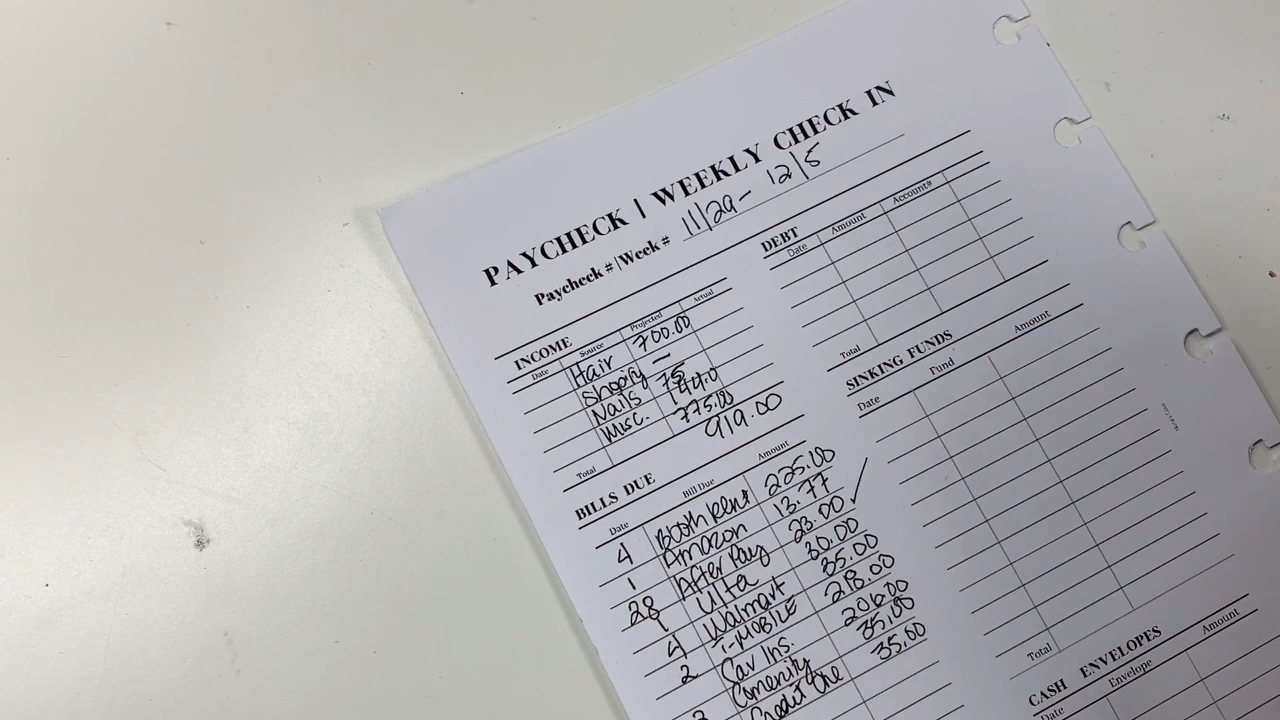 PAYCHECK | WEEKLY CHECK IN
Paycheck # | Week # 11/29- 12/5
INCOME
Date Source Projected Actual
Hair 700.00
Shopify —
Nails 75
Misc. 144.0
775.00
Total 919.00
BILLS DUE
Date Bill Due Amount
4 Booth Rent 225.00
1 Amazon 13.77
28 After Pay 23.00 ✓
1 Ulta 30.00
4 Walmart 35.00
2 T-MOBILE 218.00
Car Ins. 206.00
Comenity 35.00
3 Credit One 35.00
DEBT
Date Amount Account#
Total
SINKING FUNDS
Date Fund Amount
Total
CASH ENVELOPES
Date Envelope Amount